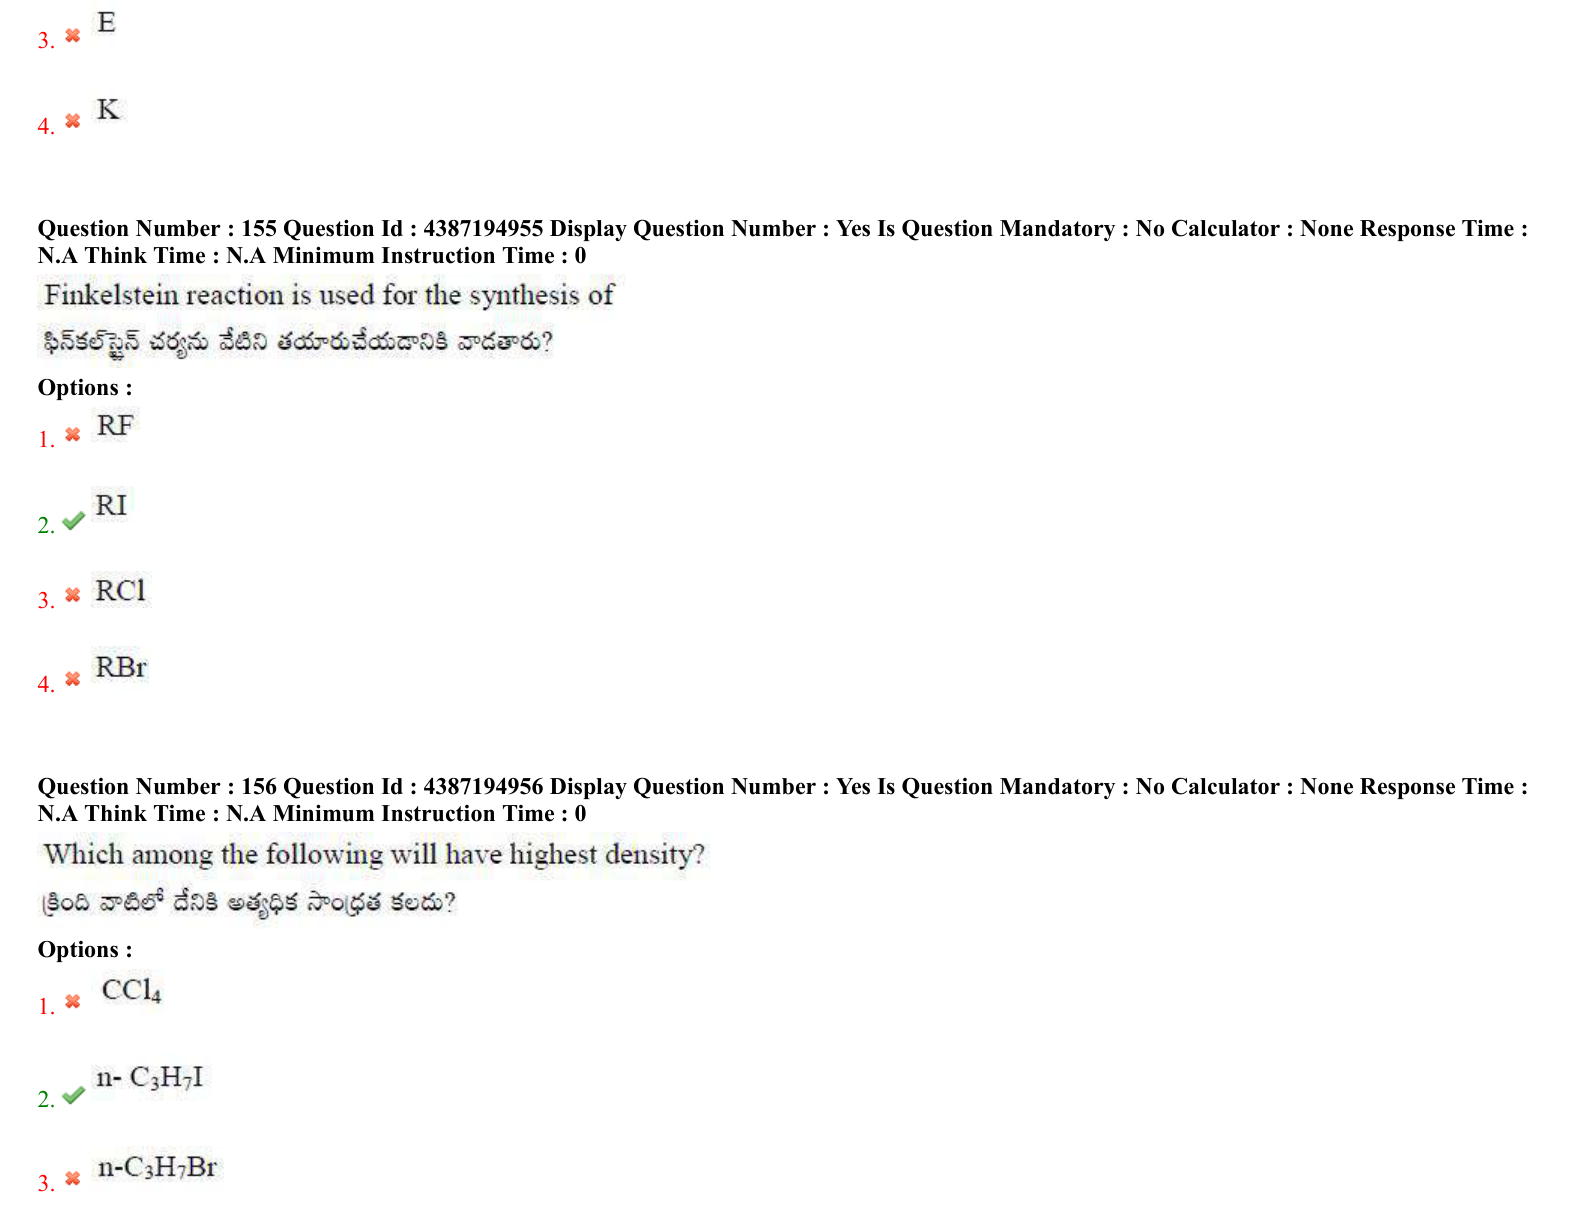 3. E
4. K
Question Number : 155 Question Id : 4387194955 Display Question Number : Yes Is Question Mandatory : No Calculator : None Response Time :
N.A Think Time : N.A Minimum Instruction Time : 0
Finkelstein reaction is used for the synthesis of
ఫిన్‌కల్‌స్టైన్ చర్యను వేటిని తయారుచేయడానికి వాడతారు?
Options :
1. RF
2. RI
3. RCl
4. RBr
Question Number : 156 Question Id : 4387194956 Display Question Number : Yes Is Question Mandatory : No Calculator : None Response Time :
N.A Think Time : N.A Minimum Instruction Time : 0
Which among the following will have highest density?
క్రింది వాటిలో దేనికి అత్యధిక సాంధ్రత కలదు?
Options :
1. CCl₄
2. n- C₃H₇I
3. n-C₃H₇Br